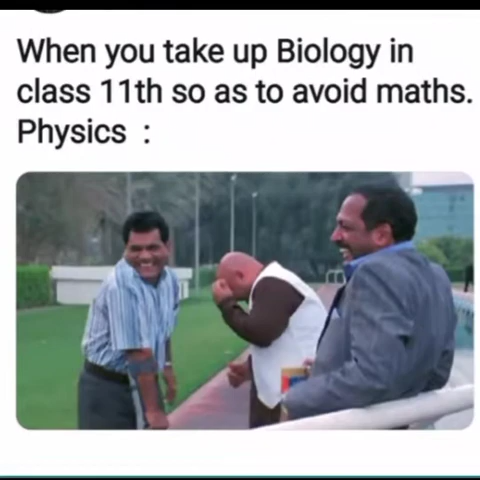 When you take up Biology in
class 11th so as to avoid maths.
Physics :